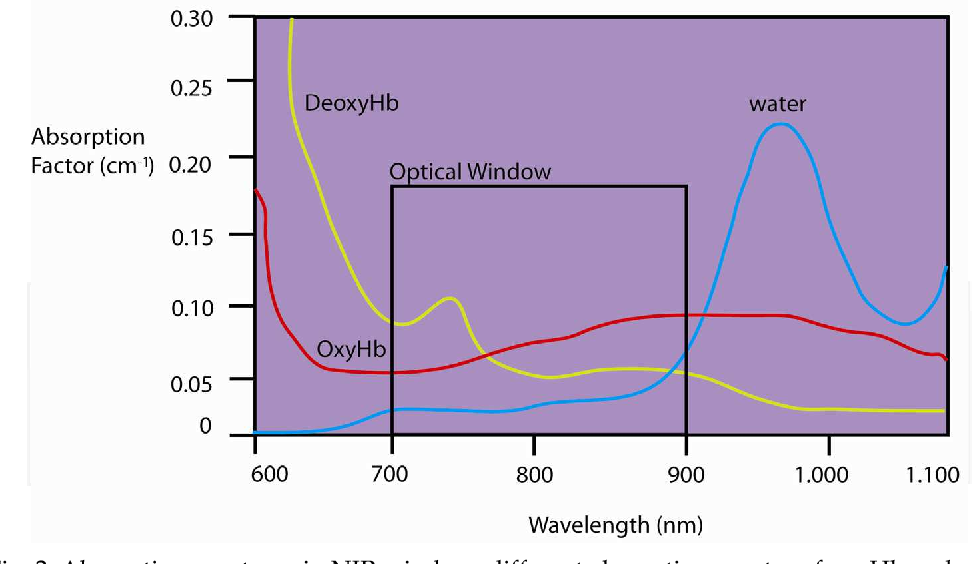 0.30
0.25
DeoxyHb
water
Absorption
Factor (cm⁻¹)
0.20
Optical Window
0.15
0.10
OxyHb
0.05
0
600 700 800 900 1.000 1.100
Wavelength (nm)